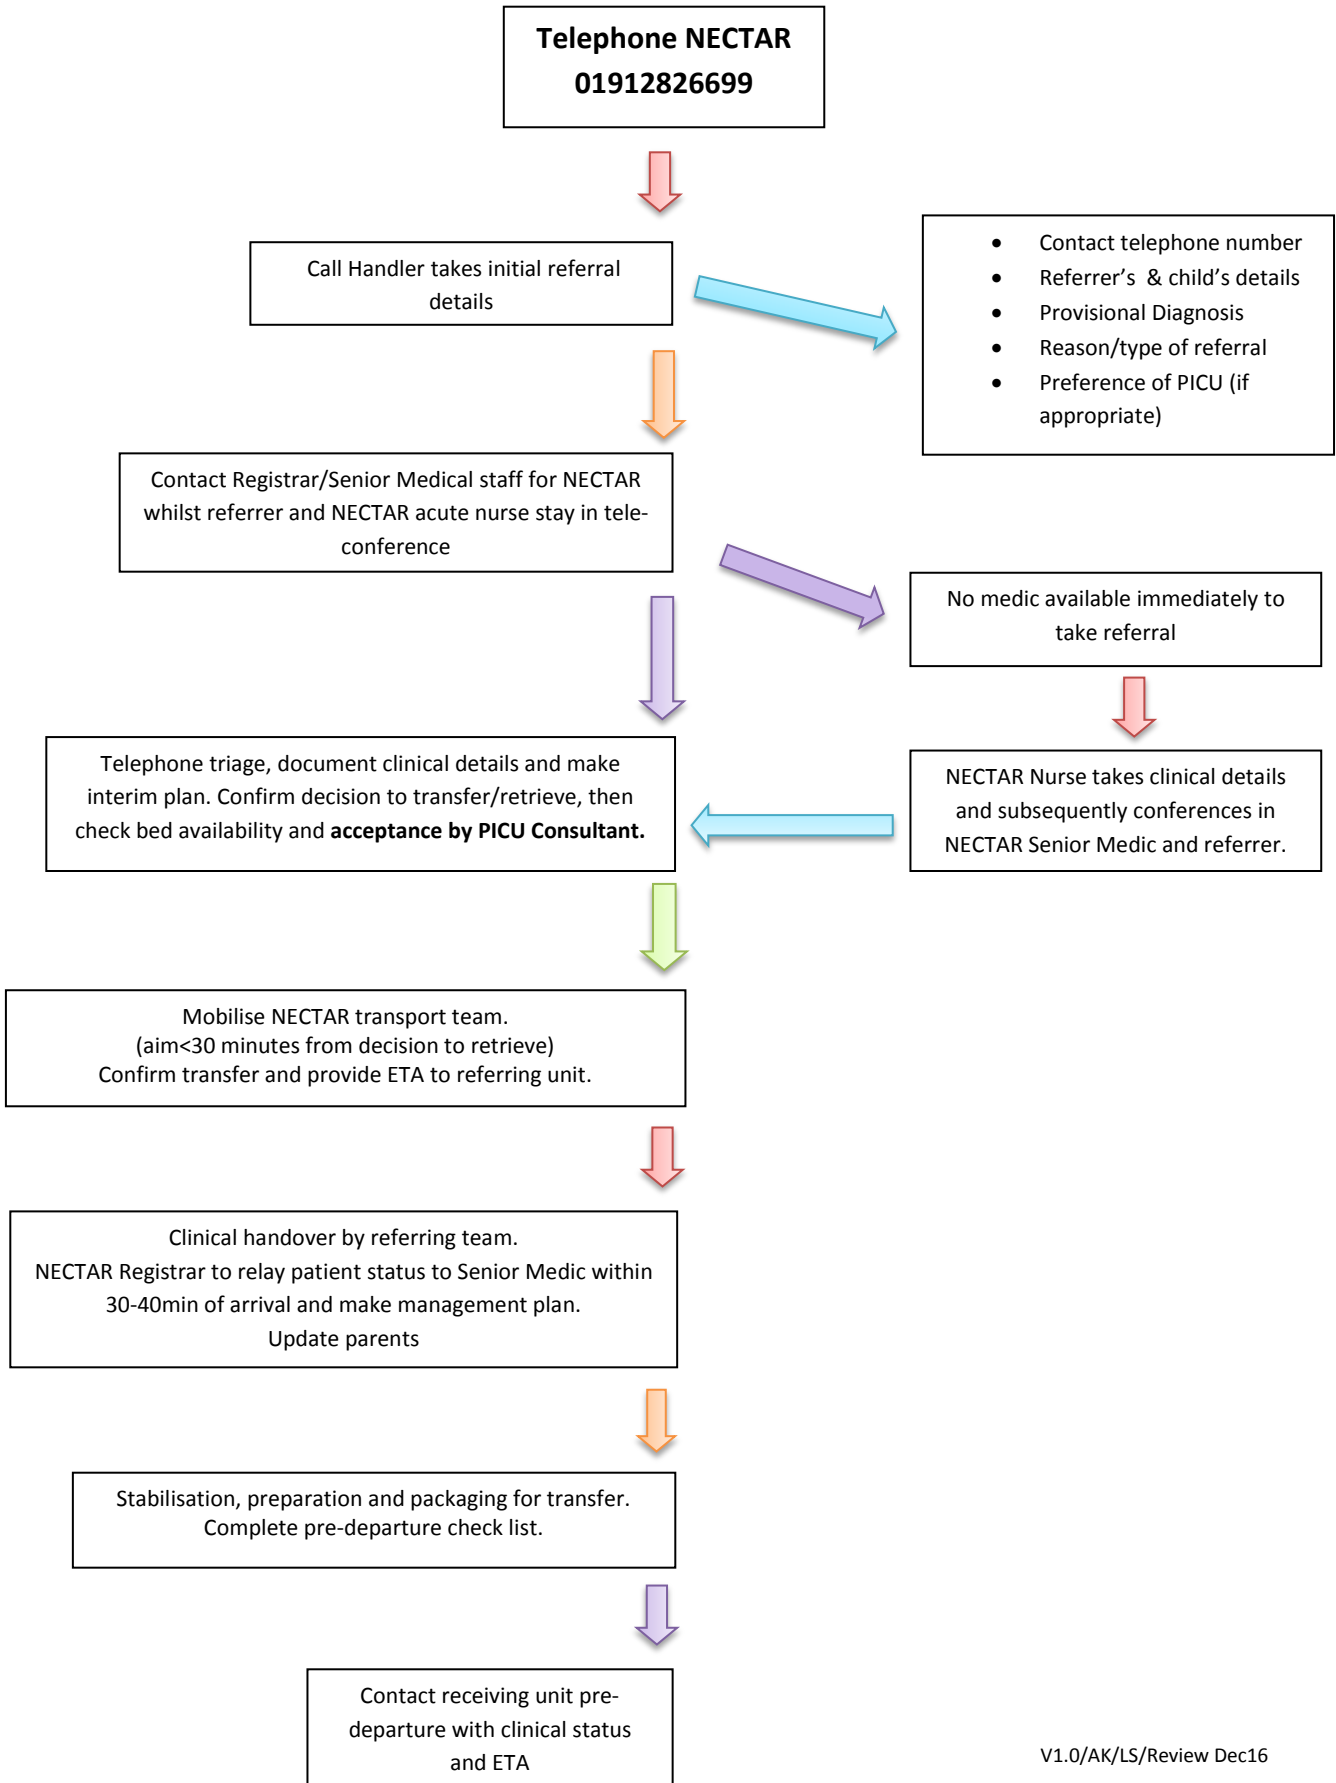 Telephone NECTAR
01912826699
Call Handler takes initial referral
details
• Contact telephone number
• Referrer's & child's details
• Provisional Diagnosis
• Reason/type of referral
• Preference of PICU (if
appropriate)
Contact Registrar/Senior Medical staff for NECTAR
whilst referrer and NECTAR acute nurse stay in tele-
conference
No medic available immediately to
take referral
Telephone triage, document clinical details and make
interim plan. Confirm decision to transfer/retrieve, then
check bed availability and acceptance by PICU Consultant.
NECTAR Nurse takes clinical details
and subsequently conferences in
NECTAR Senior Medic and referrer.
Mobilise NECTAR transport team.
(aim<30 minutes from decision to retrieve)
Confirm transfer and provide ETA to referring unit.
Clinical handover by referring team.
NECTAR Registrar to relay patient status to Senior Medic within
30-40min of arrival and make management plan.
Update parents
Stabilisation, preparation and packaging for transfer.
Complete pre-departure check list.
Contact receiving unit pre-
departure with clinical status
and ETA
V1.0/AK/LS/Review Dec16